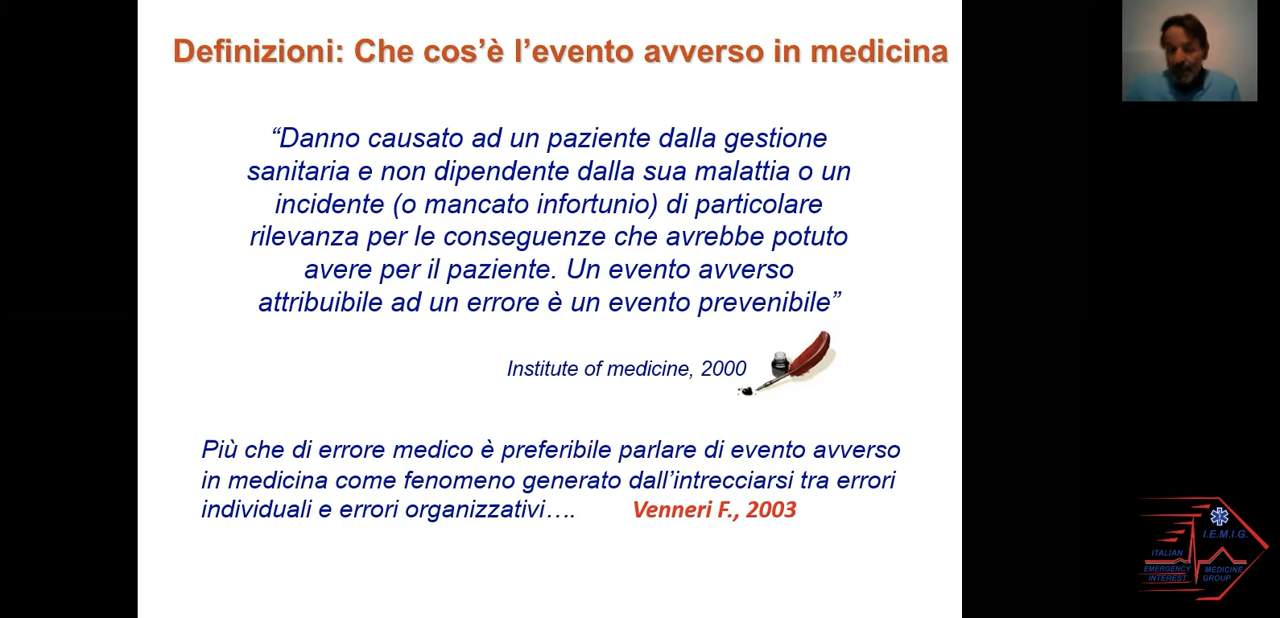 Definizioni: Che cos’è l’evento avverso in medicina
“Danno causato ad un paziente dalla gestione
sanitaria e non dipendente dalla sua malattia o un
incidente (o mancato infortunio) di particolare
rilevanza per le conseguenze che avrebbe potuto
avere per il paziente. Un evento avverso
attribuibile ad un errore è un evento prevenibile”
Institute of medicine, 2000
Più che di errore medico è preferibile parlare di evento avverso
in medicina come fenomeno generato dall’intrecciarsi tra errori
individuali e errori organizzativi…. Venneri F., 2003
I.E.M.I.G.
ITALIAN
EMERGENCY MEDICINE
INTEREST GROUP